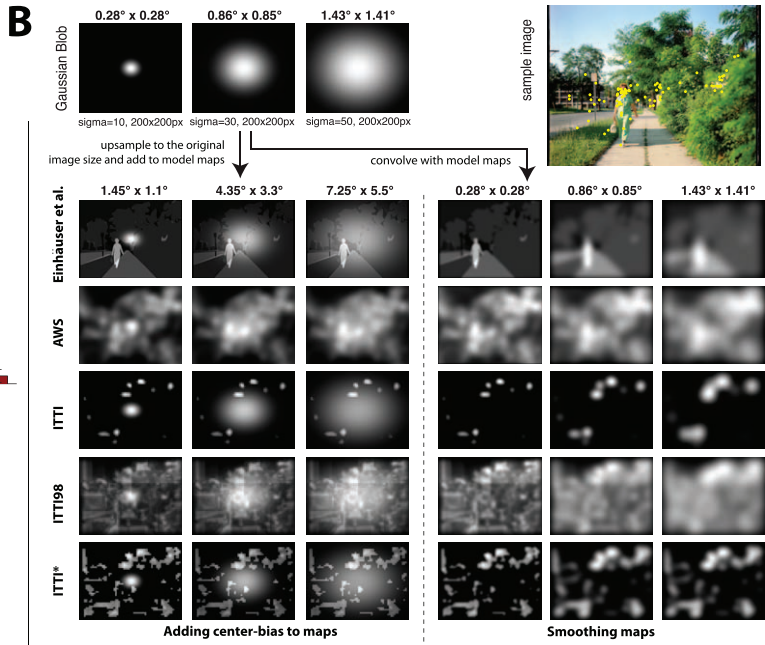 B
0.28° x 0.28° 0.86° x 0.85° 1.43° x 1.41°
Gaussian Blob
sample image
sigma=10, 200x200px sigma=30, 200x200px sigma=50, 200x200px
upsample to the original
image size and add to model maps
convolve with model maps
1.45° x 1.1° 4.35° x 3.3° 7.25° x 5.5° 0.28° x 0.28° 0.86° x 0.85° 1.43° x 1.41°
Einhäuser et al.
AWS
ITTI
ITTI98
ITTI*
Adding center-bias to maps Smoothing maps